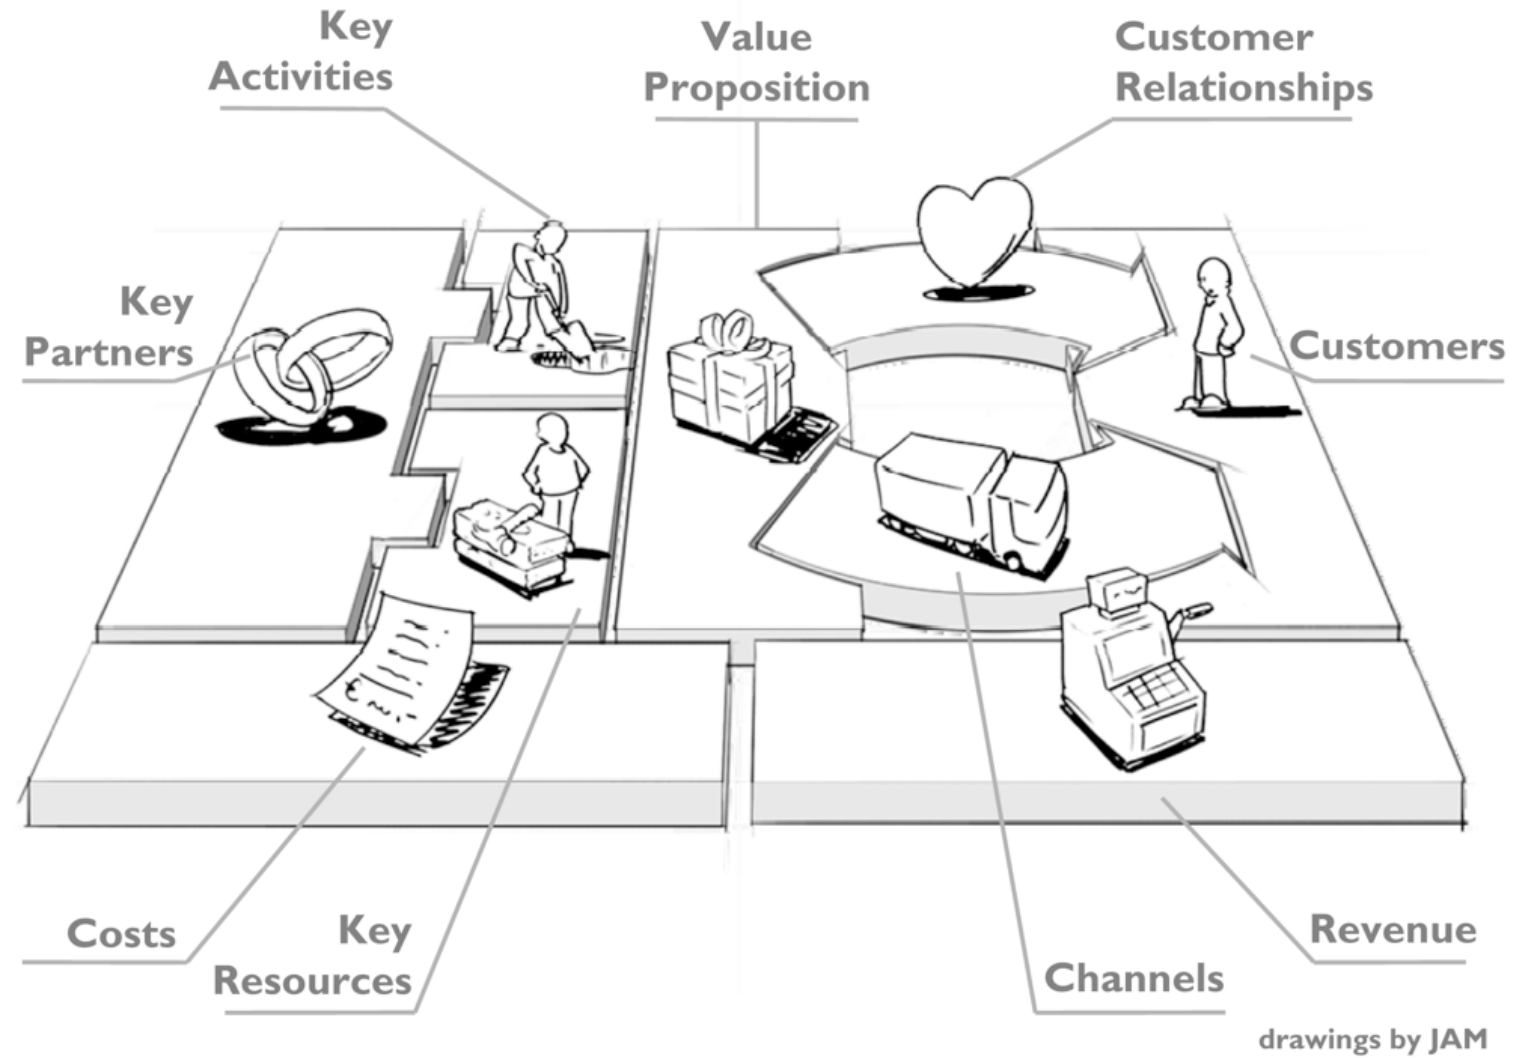 Key
Activities
Value
Proposition
Customer
Relationships
Key
Partners
Customers
Costs
Key
Resources
Channels
Revenue
drawings by JAM